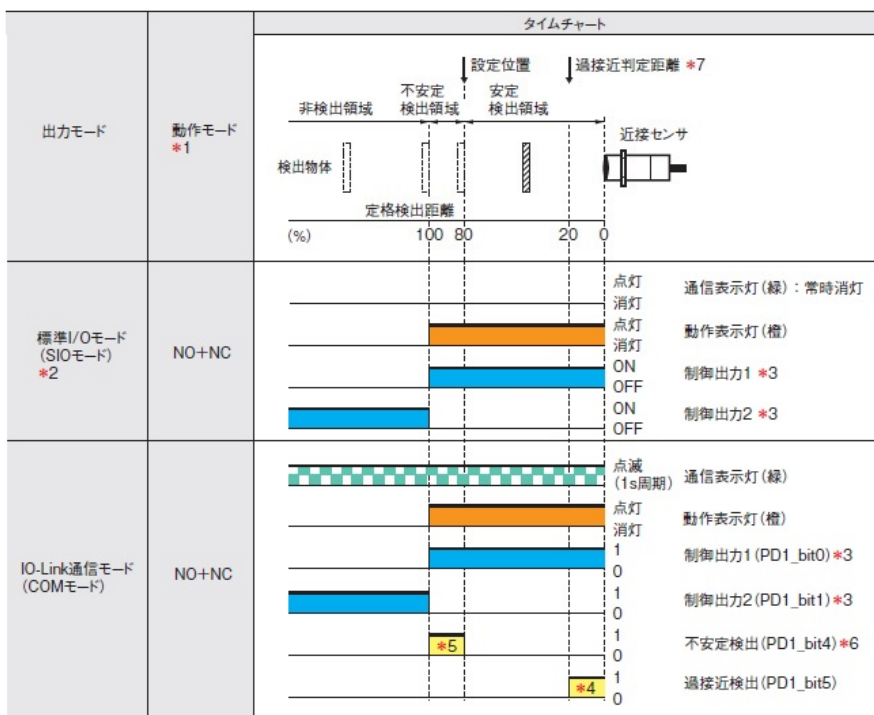 タイムチャート
出力モード
動作モード
*1
設定位置
過接近判定距離 *7
不安定
安定
非検出領域
検出領域
検出領域
近接センサ
検出物体
定格検出距離
(%)
100 80
20 0
標準I/Oモード
(SIOモード)
*2
NO+NC
点灯
消灯
通信表示灯(緑)：常時消灯
点灯
消灯
動作表示灯(橙)
ON
OFF
制御出力1 *3
ON
OFF
制御出力2 *3
IO-Link通信モード
(COMモード)
NO+NC
点滅
(1s周期)
通信表示灯(緑)
点灯
消灯
動作表示灯(橙)
1
0
制御出力1(PD1_bit0)*3
1
0
制御出力2(PD1_bit1)*3
*5
1
0
不安定検出(PD1_bit4)*6
*4
1
0
過接近検出(PD1_bit5)